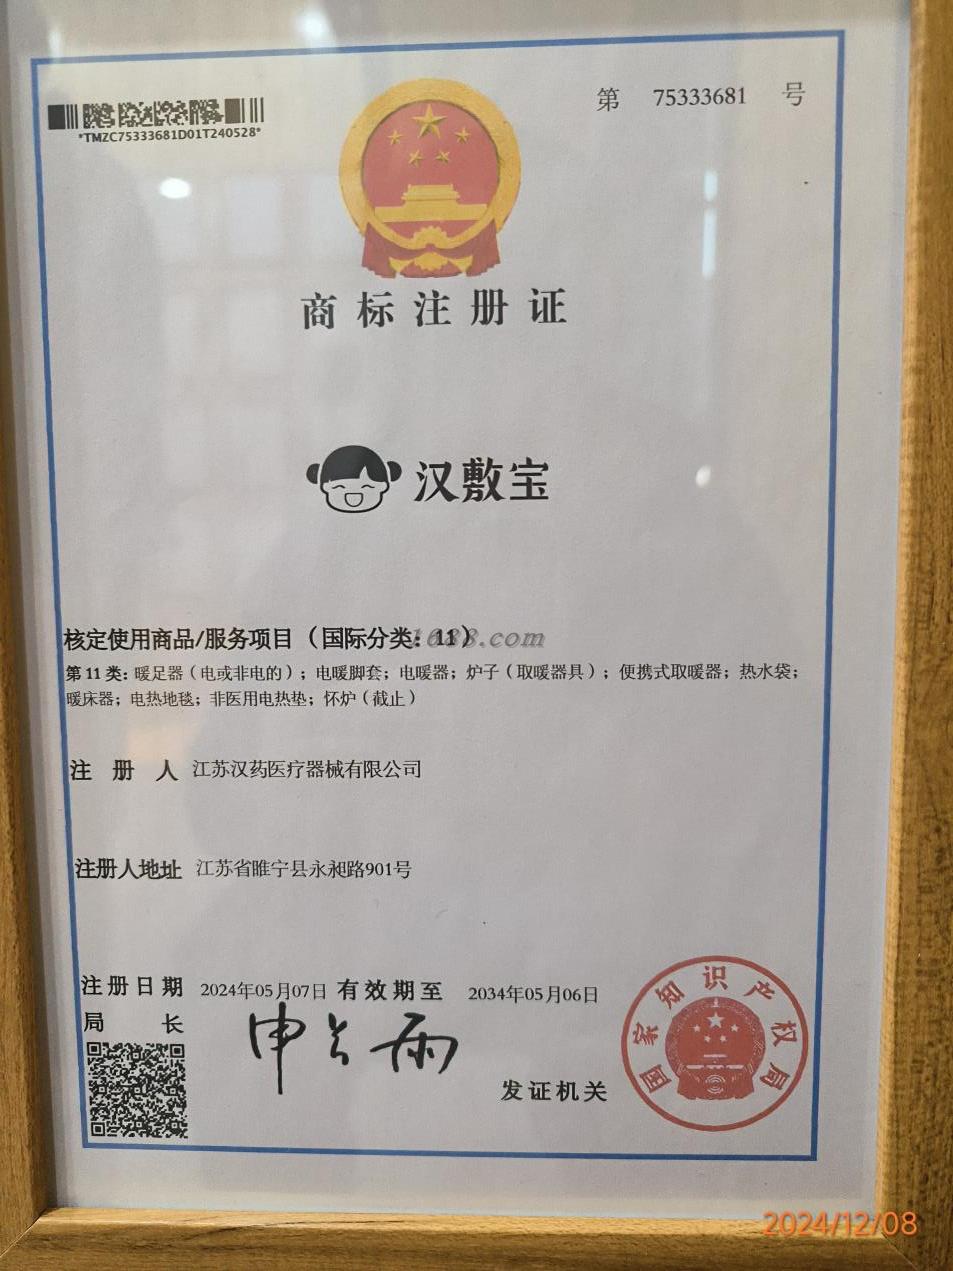 第 75333681 号
*TMZC75333681D01T240528*
商标注册证
汉敷宝
核定使用商品/服务项目（国际分类：11）
1688.com
第11类：暖足器（电或非电的）；电暖脚套；电暖器；炉子（取暖器具）；便携式取暖器；热水袋；
暖床器；电热地毯；非医用电热垫；怀炉（截止）
注册人 江苏汉药医疗器械有限公司
注册人地址 江苏省睢宁县永昶路901号
注册日期 2024年05月07日 有效期至 2034年05月06日
局长 申长雨
发证机关
国家知识产权局
2024/12/08